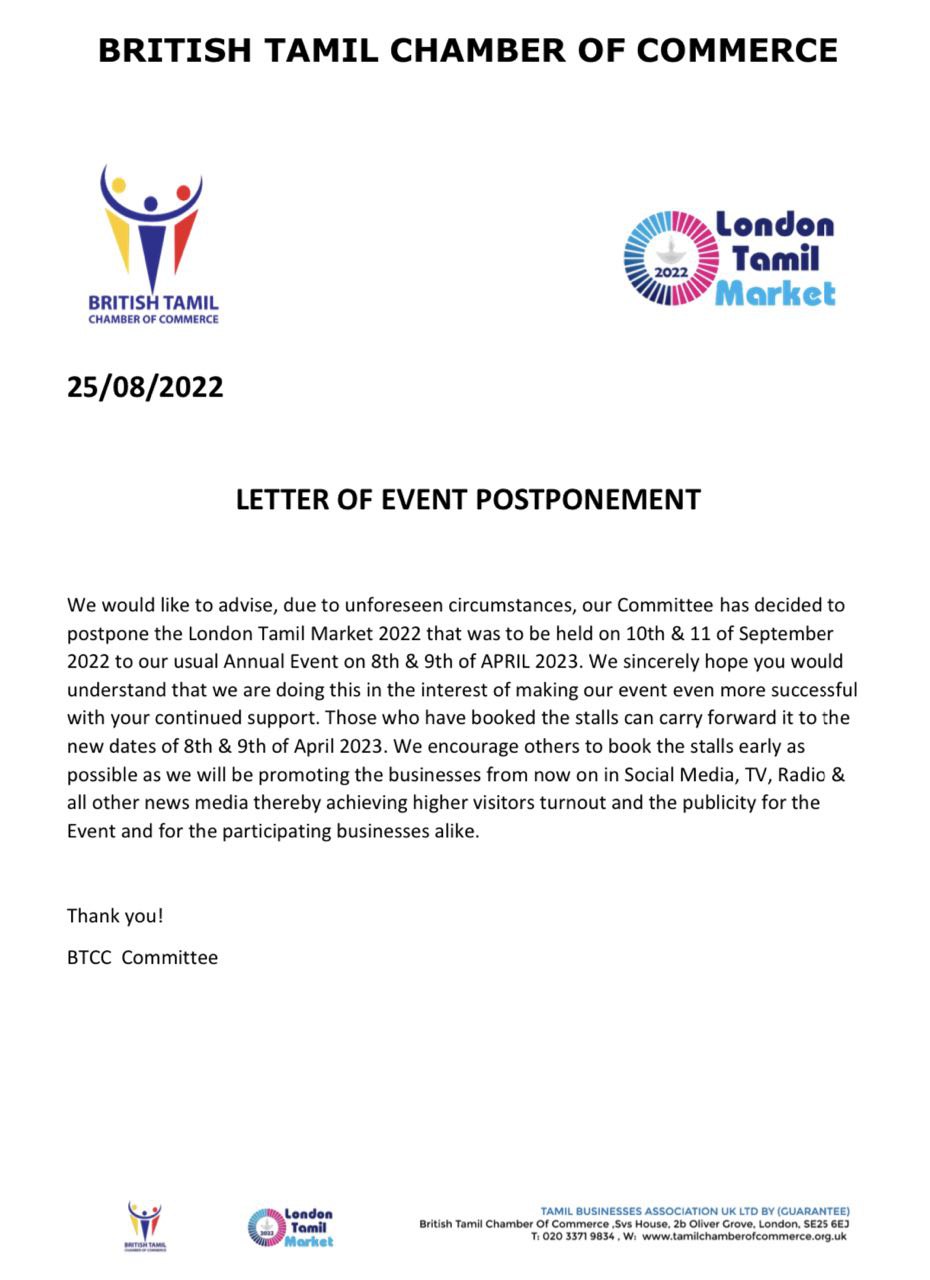 BRITISH TAMIL CHAMBER OF COMMERCE
BRITISH TAMIL
CHAMBER OF COMMERCE
2022
London
Tamil
Market
25/08/2022
LETTER OF EVENT POSTPONEMENT
We would like to advise, due to unforeseen circumstances, our Committee has decided to
postpone the London Tamil Market 2022 that was to be held on 10th & 11 of September
2022 to our usual Annual Event on 8th & 9th of APRIL 2023. We sincerely hope you would
understand that we are doing this in the interest of making our event even more successful
with your continued support. Those who have booked the stalls can carry forward it to the
new dates of 8th & 9th of April 2023. We encourage others to book the stalls early as
possible as we will be promoting the businesses from now on in Social Media, TV, Radio &
all other news media thereby achieving higher visitors turnout and the publicity for the
Event and for the participating businesses alike.
Thank you!
BTCC  Committee
BRITISH TAMIL
CHAMBER OF COMMERCE
2022
London
Tamil
Market
TAMIL BUSINESSES ASSOCIATION UK LTD BY (GUARANTEE)
British Tamil Chamber Of Commerce ,Svs House, 2b Oliver Grove, London, SE25 6EJ
T: 020 3371 9834 , W:  www.tamilchamberofcommerce.org.uk